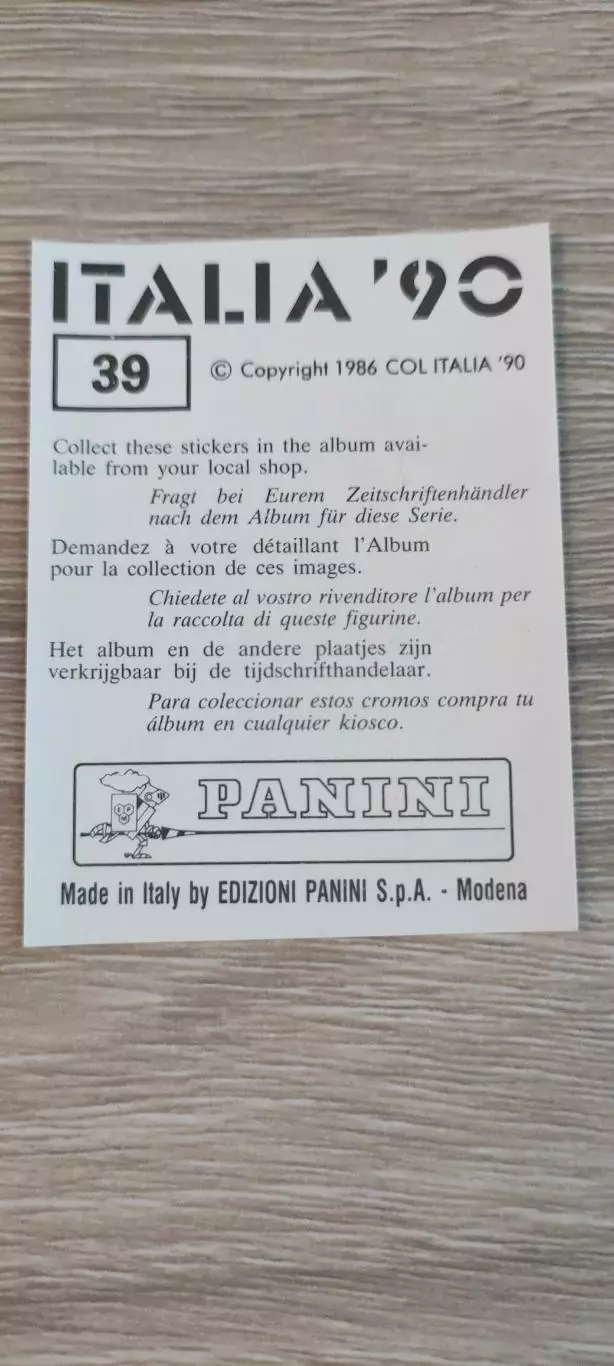 ITALIA '90
39
© Copyright 1986 COL ITALIA '90
Collect these stickers in the album avai-
lable from your local shop.
Fragt bei Eurem Zeitschriftenhändler
nach dem Album für diese Serie.
Demandez à votre détaillant l'Album
pour la collection de ces images.
Chiedete al vostro rivenditore l'album per
la raccolta di queste figurine.
Het album en de andere plaatjes zijn
verkrijgbaar bij de tijdschrifthandelaar.
Para coleccionar estos cromos compra tu
álbum en cualquier kiosco.
PANINI
Made in Italy by EDIZIONI PANINI S.p.A. - Modena